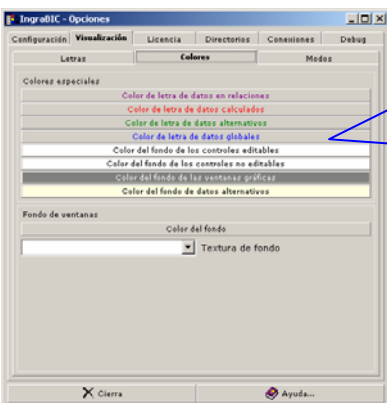 IngraBIC - Opciones
Configuración Visualización Licencia Directorios Conexiones Debug
Letras Colores Modos
Colores especiales
Color de letra de datos en relaciones
Color de letra de datos calculados
Color de letra de datos alternativos
Color de letra de datos globales
Color del fondo de los controles editables
Color del fondo de los controles no editables
Color del fondo de las ventanas gráficas
Color del fondo de datos alternativos
Fondo de ventanas
Color del fondo
Textura de fondo
Cierra Ayuda...